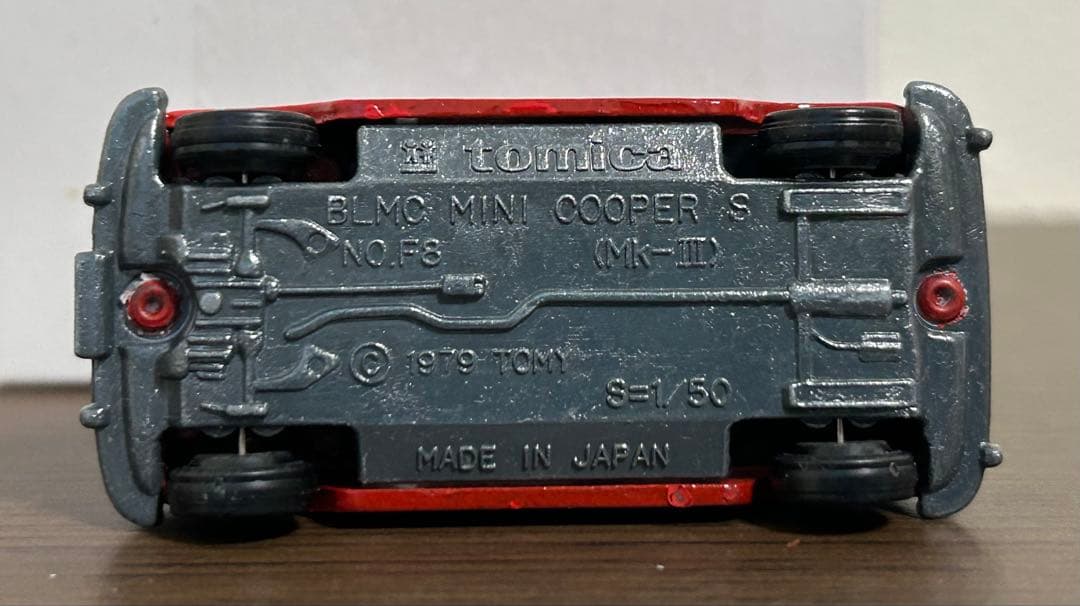 tomica
BLMC MINI COOPER S
NO.F8 (Mk-III)
© 1979 TOMY
S=1/50
MADE IN JAPAN